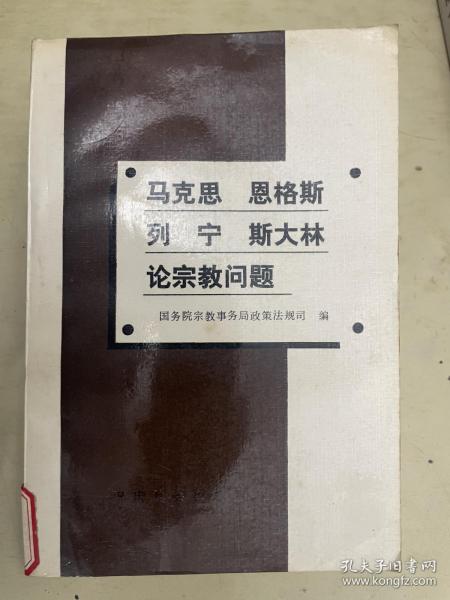 马克思 恩格斯
列 宁 斯大林
论宗教问题
国务院宗教事务局政策法规司 编
孔夫子旧书网
www.kongfz.com